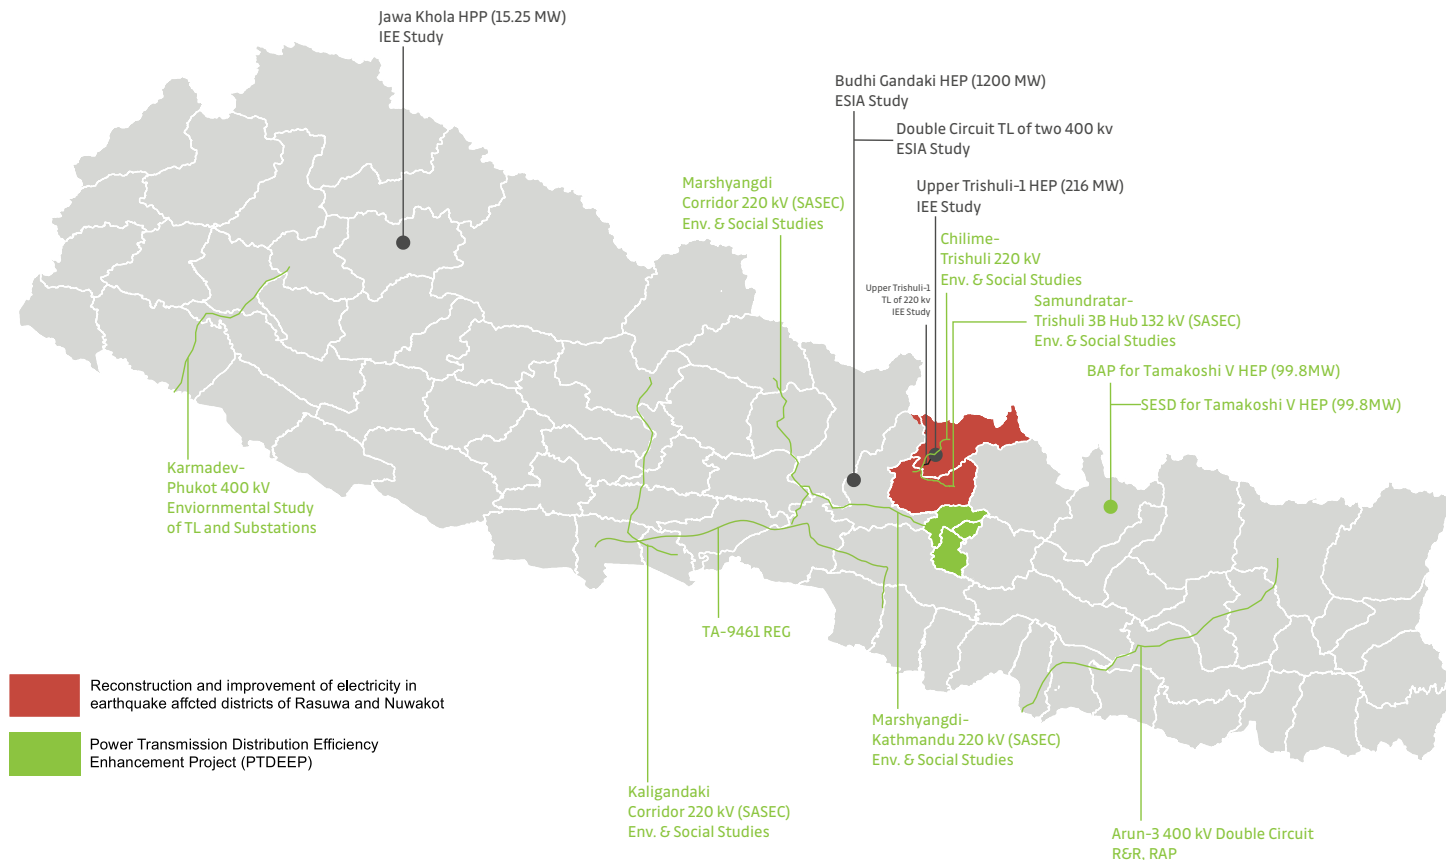 Jawa Khola HPP (15.25 MW)
IEE Study
Budhi Gandaki HEP (1200 MW)
ESIA Study
Double Circuit TL of two 400 kv
ESIA Study
Marshyangdi
Corridor 220 kV (SASEC)
Env. & Social Studies
Upper Trishuli-1 HEP (216 MW)
IEE Study
Chilime-
Trishuli 220 kV
Env. & Social Studies
Upper Trishuli-1
TL of 220 kv
IEE Study
Samundratar-
Trishuli 3B Hub 132 kV (SASEC)
Env. & Social Studies
BAP for Tamakoshi V HEP (99.8MW)
SESD for Tamakoshi V HEP (99.8MW)
Karmadev-
Phukot 400 kV
Enviornmental Study
of TL and Substations
TA-9461 REG
Reconstruction and improvement of electricity in
earthquake affcted districts of Rasuwa and Nuwakot
Power Transmission Distribution Efficiency
Enhancement Project (PTDEEP)
Marshyangdi-
Kathmandu 220 kV (SASEC)
Env. & Social Studies
Kaligandaki
Corridor 220 kV (SASEC)
Env. & Social Studies
Arun-3 400 kV Double Circuit
R&R, RAP